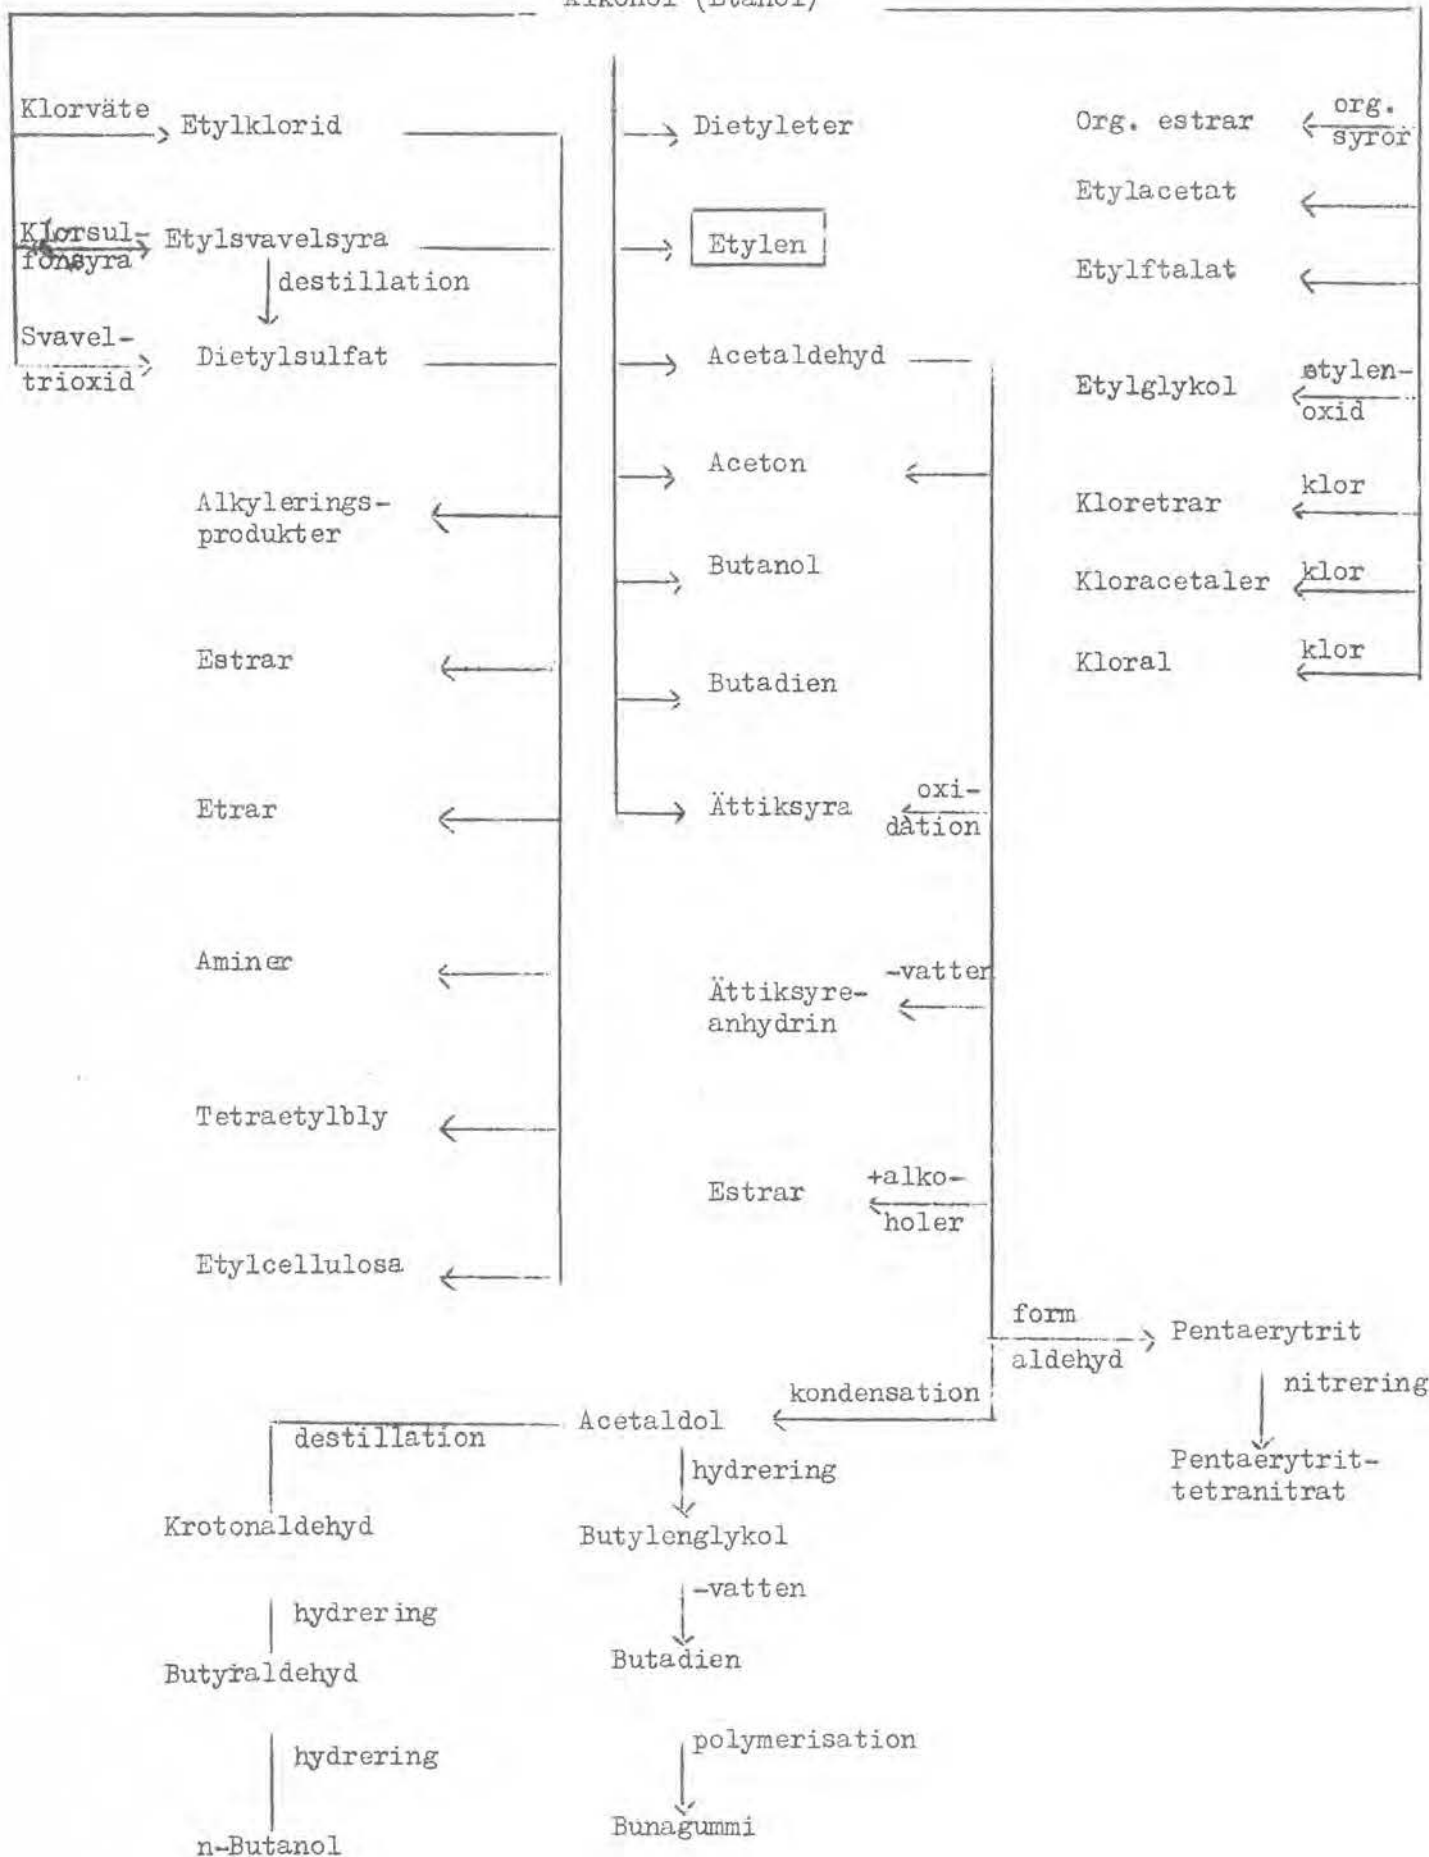 Alkohol (Etanol)
Klorväte
Etylklorid
Klorsul-
fonsyra
Etylsvavelsyra
destillation
Svavel-
trioxid
Dietylsulfat
Alkylerings-
produkter
Estrar
Etrar
Aminer
Tetraetylbly
Etylcellulosa
Dietyleter
Etylen
Acetaldehyd
Aceton
Butanol
Butadien
Ättiksyra
oxi-
dation
Ättiksyre-
anhydrin
-vatten
Estrar
+alko-
holer
Org. estrar
org.
syror
Etylacetat
Etylftalat
Etylglykol
etylen-
oxid
Kloretrar
klor
Kloracetaler
klor
Kloral
klor
form
aldehyd
Pentaerytrit
nitrering
Pentaerytrit-
tetranitrat
kondensation
Acetaldol
destillation
Krotonaldehyd
hydrering
Butyraldehyd
hydrering
n-Butanol
hydrering
Butylenglykol
-vatten
Butadien
polymerisation
Bunagummi